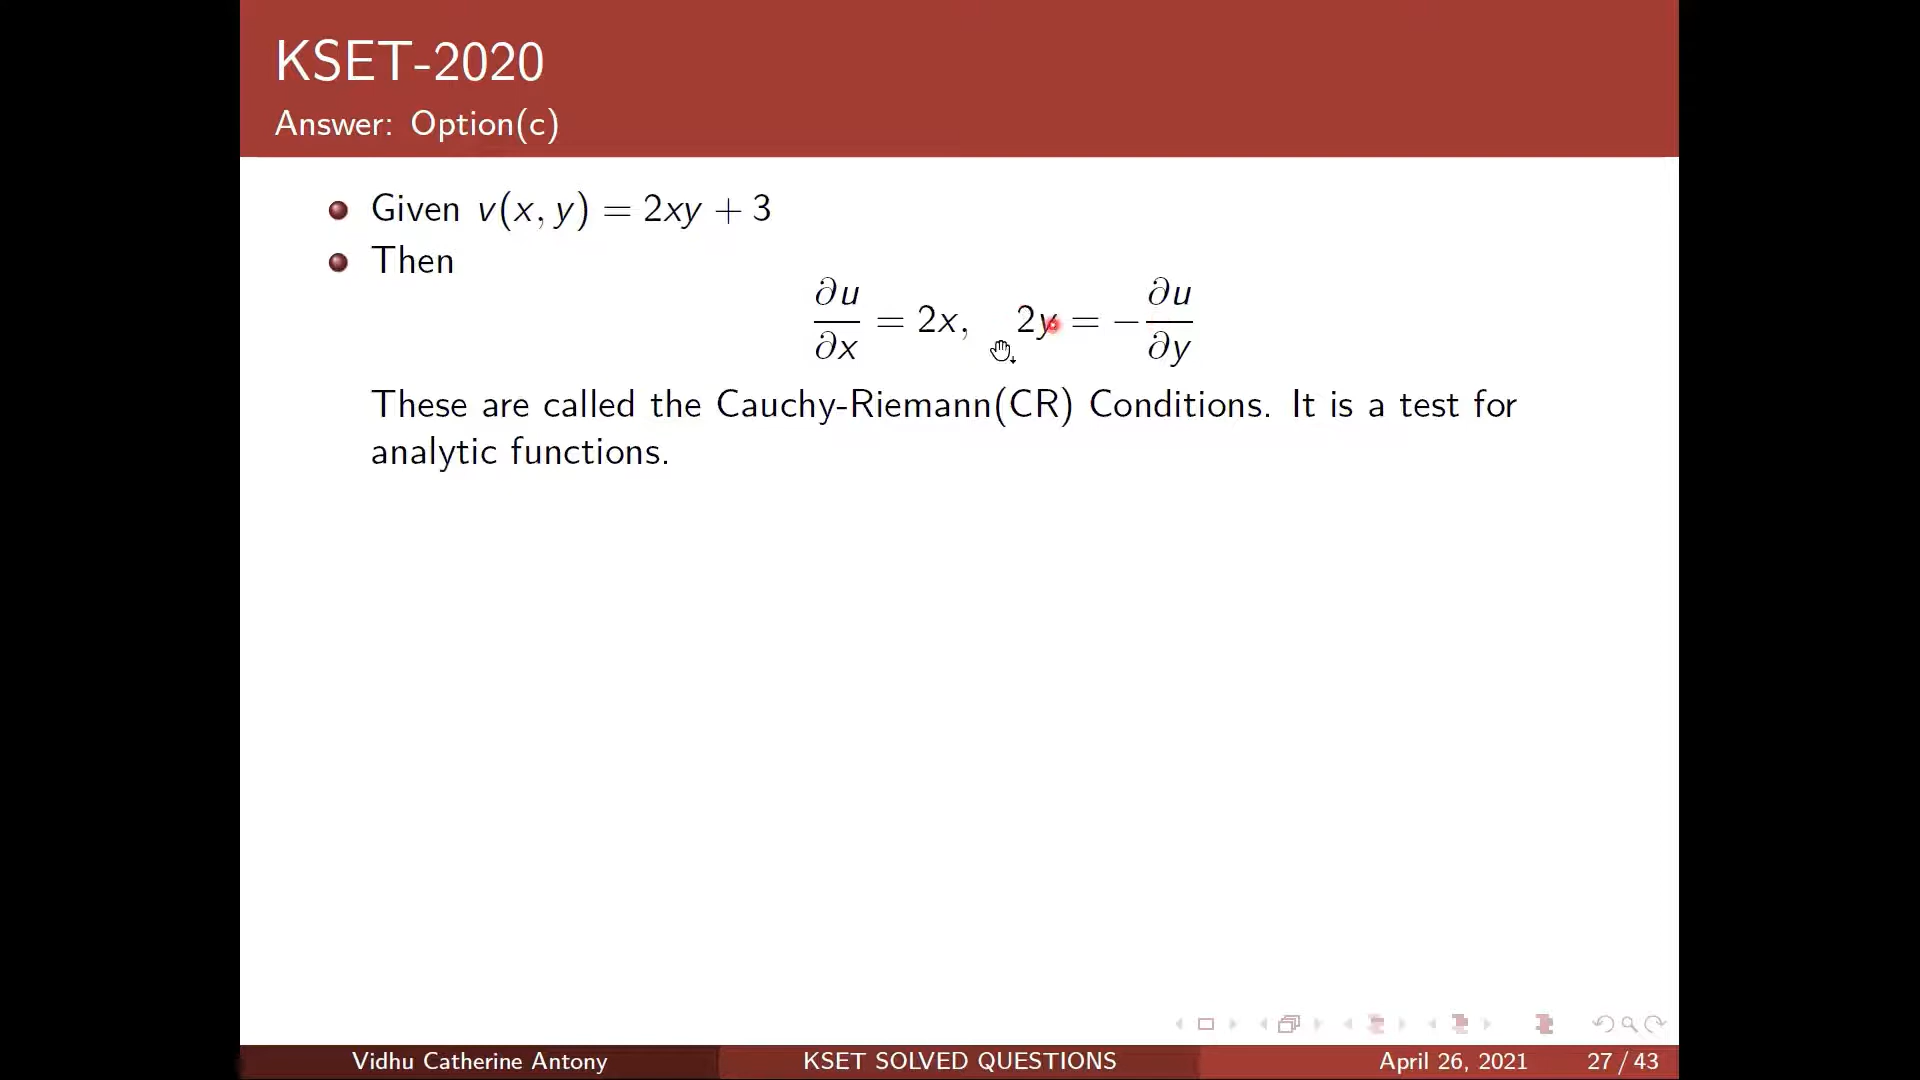 KSET-2020
Answer: Option(c)
Given v(x, y) = 2xy + 3
Then
∂u/∂x = 2x, 2y = −∂u/∂y
These are called the Cauchy-Riemann(CR) Conditions. It is a test for
analytic functions.
Vidhu Catherine Antony KSET SOLVED QUESTIONS April 26, 2021 27 / 43